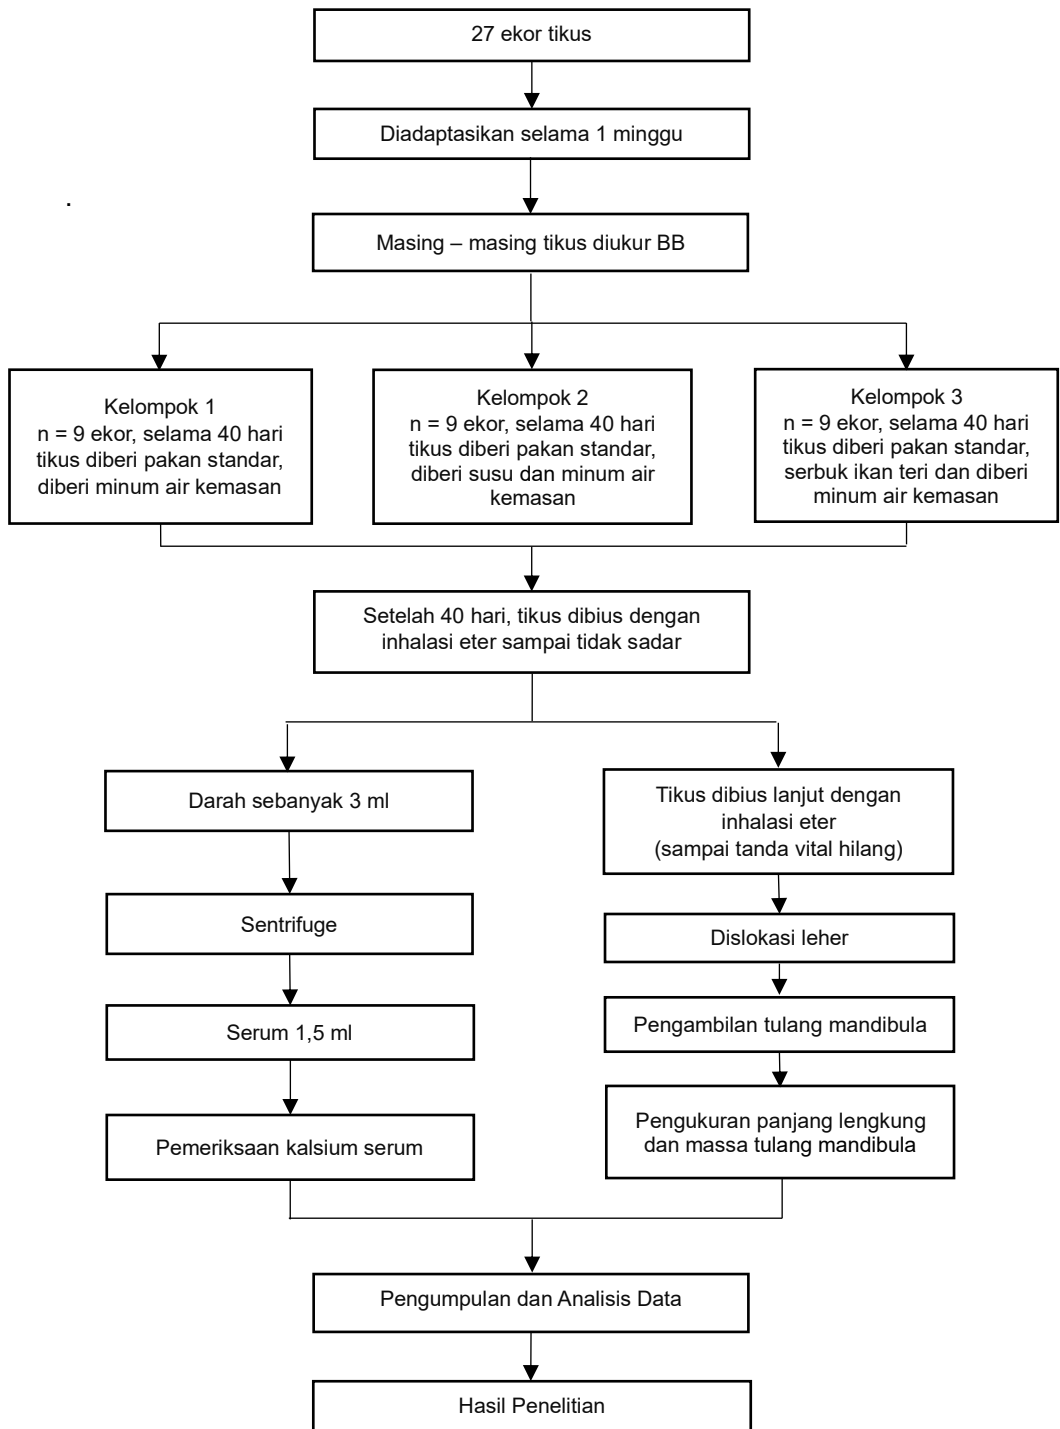 27 ekor tikus
Diadaptasikan selama 1 minggu
.
Masing – masing tikus diukur BB
Kelompok 1
n = 9 ekor, selama 40 hari
tikus diberi pakan standar,
diberi minum air kemasan
Kelompok 2
n = 9 ekor, selama 40 hari
tikus diberi pakan standar,
diberi susu dan minum air
kemasan
Kelompok 3
n = 9 ekor, selama 40 hari
tikus diberi pakan standar,
serbuk ikan teri dan diberi
minum air kemasan
Setelah 40 hari, tikus dibius dengan
inhalasi eter sampai tidak sadar
Darah sebanyak 3 ml
Sentrifuge
Serum 1,5 ml
Pemeriksaan kalsium serum
Tikus dibius lanjut dengan
inhalasi eter
(sampai tanda vital hilang)
Dislokasi leher
Pengambilan tulang mandibula
Pengukuran panjang lengkung
dan massa tulang mandibula
Pengumpulan dan Analisis Data
Hasil Penelitian